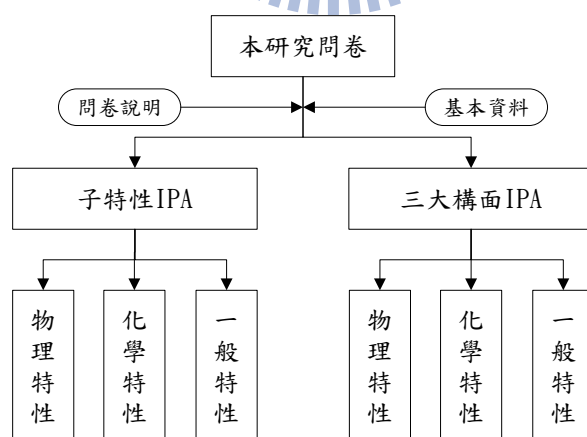 本研究問卷
問卷說明
基本資料
子特性IPA
三大構面IPA
物理特性
化學特性
一般特性
物理特性
化學特性
一般特性